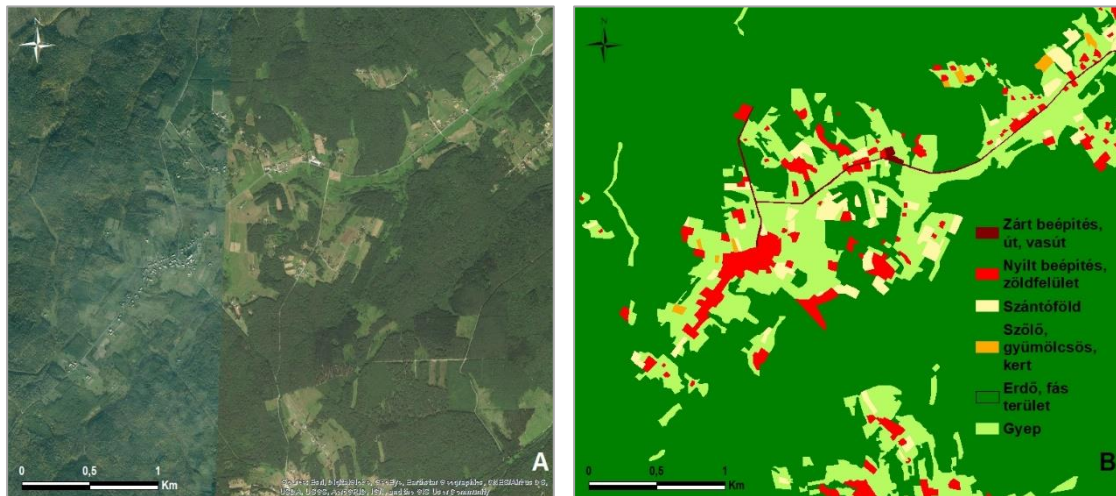 N
0 0,5 1
Km
A
N
Zárt beépítés,
út, vasút
Nyílt beépítés,
zöldfelület
Szántóföld
Szőlő,
gyümölcsös,
kert
Erdő, fás
terület
Gyep
0 0,5 1
Km
B